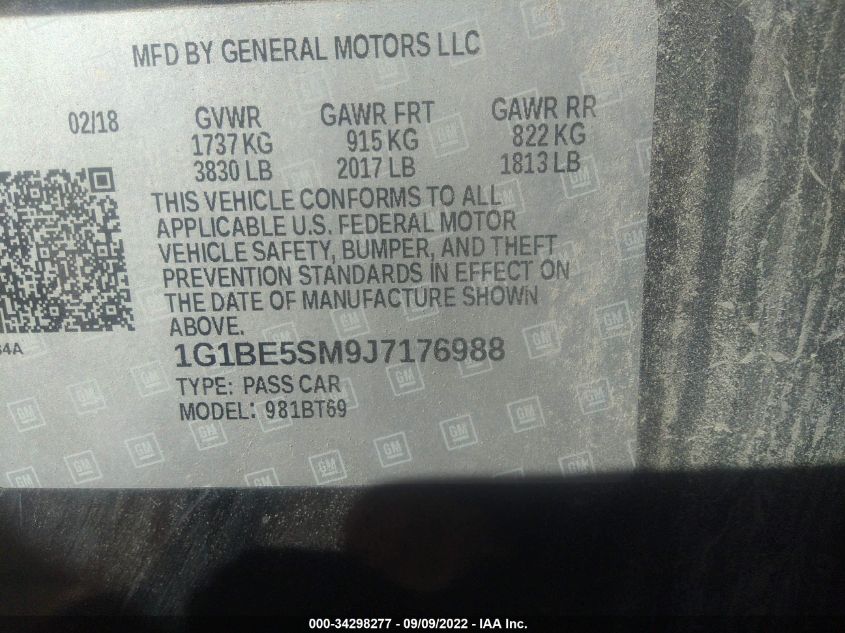 MFD BY GENERAL MOTORS LLC
02/18 GVWR GAWR FRT GAWR RR
1737 KG 915 KG 822 KG
3830 LB 2017 LB 1813 LB
THIS VEHICLE CONFORMS TO ALL
APPLICABLE U.S. FEDERAL MOTOR
VEHICLE SAFETY, BUMPER, AND THEFT
PREVENTION STANDARDS IN EFFECT ON
THE DATE OF MANUFACTURE SHOWN
ABOVE.
1G1BE5SM9J7176988
TYPE: PASS CAR
MODEL: 981BT69
000-34298277 - 09/09/2022 - IAA Inc.